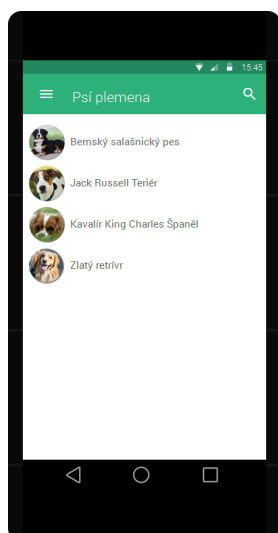 15:45
Psí plemena
Bernský salašnický pes
Jack Russell Teriér
Kavalír King Charles Španěl
Zlatý retrívr